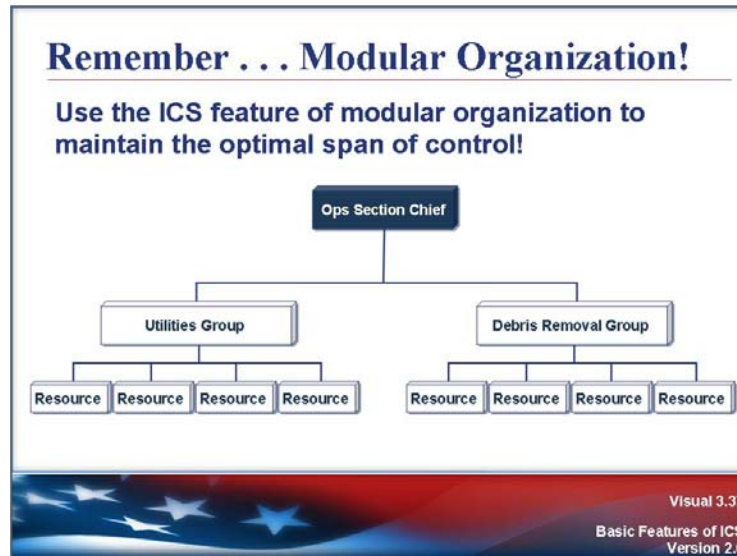 Remember . . . Modular Organization!
Use the ICS feature of modular organization to
maintain the optimal span of control!
Ops Section Chief
Utilities Group
Debris Removal Group
Resource Resource Resource Resource
Resource Resource Resource Resource
Visual 3.3
Basic Features of ICS
Version 2.